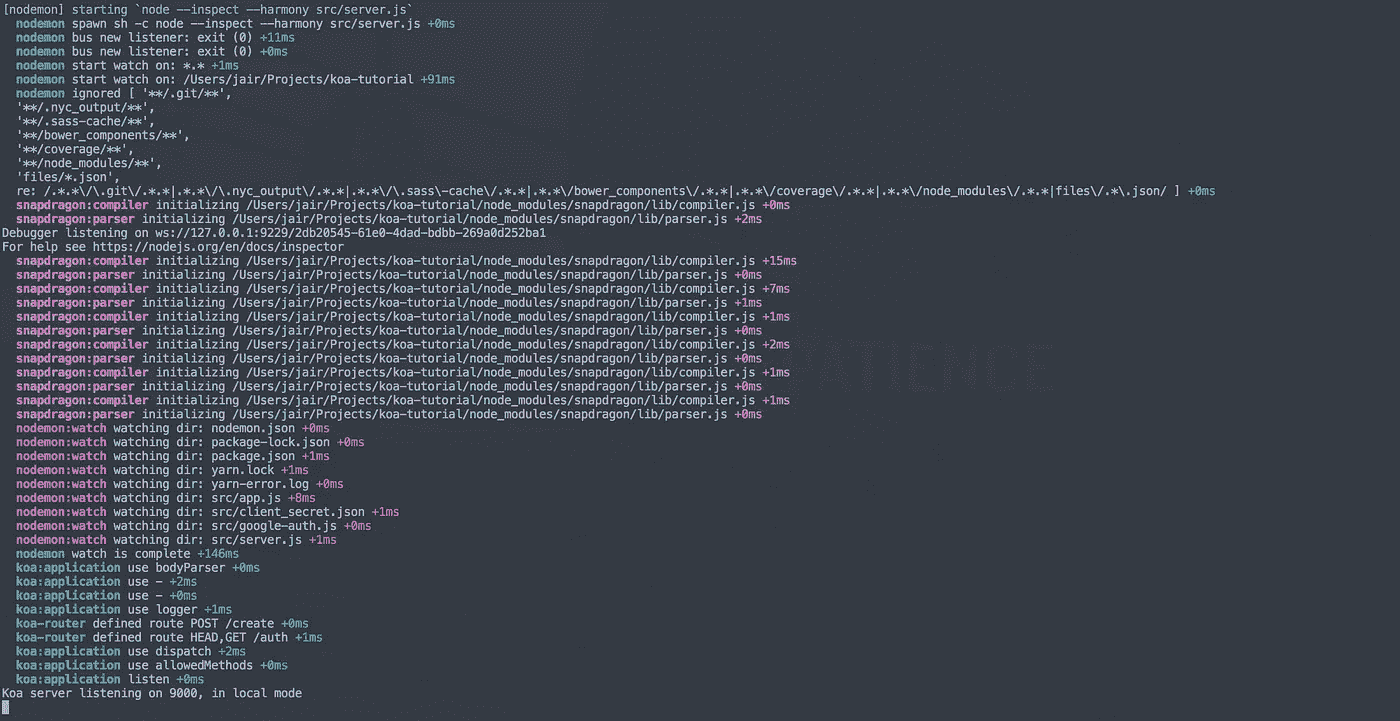 [nodemon] starting `node --inspect --harmony src/server.js`
nodemon spawn sh -c node --inspect --harmony src/server.js +0ms
nodemon bus new listener: exit (0) +11ms
nodemon bus new listener: exit (0) +0ms
nodemon start watch on: *.* +1ms
nodemon start watch on: /Users/jair/Projects/koa-tutorial +91ms
nodemon ignored [ '**/.git/**',
'**/.nyc_output/**',
'**/.sass-cache/**',
'**/bower_components/**',
'**/coverage/**',
'**/node_modules/**',
'files/*.json',
re: /.*.*\/\.git\/.*.*|.*.*\/\.nyc_output\/.*.*|.*.*\/\.sass\-cache\/.*.*|.*.*\/bower_components\/.*.*|.*.*\/coverage\/.*.*|.*.*\/node_modules\/.*.*|files\/.*\.json/ ] +0ms
snapdragon:compiler initializing /Users/jair/Projects/koa-tutorial/node_modules/snapdragon/lib/compiler.js +0ms
snapdragon:parser initializing /Users/jair/Projects/koa-tutorial/node_modules/snapdragon/lib/parser.js +2ms
Debugger listening on ws://127.0.0.1:9229/2db20545-61e0-4dad-bdbb-269a0d252ba1
For help see https://nodejs.org/en/docs/inspector
snapdragon:compiler initializing /Users/jair/Projects/koa-tutorial/node_modules/snapdragon/lib/compiler.js +15ms
snapdragon:parser initializing /Users/jair/Projects/koa-tutorial/node_modules/snapdragon/lib/parser.js +0ms
snapdragon:compiler initializing /Users/jair/Projects/koa-tutorial/node_modules/snapdragon/lib/compiler.js +7ms
snapdragon:parser initializing /Users/jair/Projects/koa-tutorial/node_modules/snapdragon/lib/parser.js +1ms
snapdragon:compiler initializing /Users/jair/Projects/koa-tutorial/node_modules/snapdragon/lib/compiler.js +1ms
snapdragon:parser initializing /Users/jair/Projects/koa-tutorial/node_modules/snapdragon/lib/parser.js +0ms
snapdragon:compiler initializing /Users/jair/Projects/koa-tutorial/node_modules/snapdragon/lib/compiler.js +2ms
snapdragon:parser initializing /Users/jair/Projects/koa-tutorial/node_modules/snapdragon/lib/parser.js +0ms
snapdragon:compiler initializing /Users/jair/Projects/koa-tutorial/node_modules/snapdragon/lib/compiler.js +1ms
snapdragon:parser initializing /Users/jair/Projects/koa-tutorial/node_modules/snapdragon/lib/parser.js +0ms
snapdragon:compiler initializing /Users/jair/Projects/koa-tutorial/node_modules/snapdragon/lib/compiler.js +1ms
snapdragon:parser initializing /Users/jair/Projects/koa-tutorial/node_modules/snapdragon/lib/parser.js +0ms
nodemon:watch watching dir: nodemon.json +0ms
nodemon:watch watching dir: package-lock.json +0ms
nodemon:watch watching dir: package.json +1ms
nodemon:watch watching dir: yarn.lock +1ms
nodemon:watch watching dir: yarn-error.log +0ms
nodemon:watch watching dir: src/app.js +8ms
nodemon:watch watching dir: src/client_secret.json +1ms
nodemon:watch watching dir: src/google-auth.js +0ms
nodemon:watch watching dir: src/server.js +1ms
nodemon watch is complete +146ms
koa:application use bodyParser +0ms
koa:application use - +2ms
koa:application use - +0ms
koa:application use logger +1ms
koa-router defined route POST /create +0ms
koa-router defined route HEAD,GET /auth +1ms
koa:application use dispatch +2ms
koa:application use allowedMethods +0ms
koa:application listen +0ms
Koa server listening on 9000, in local mode